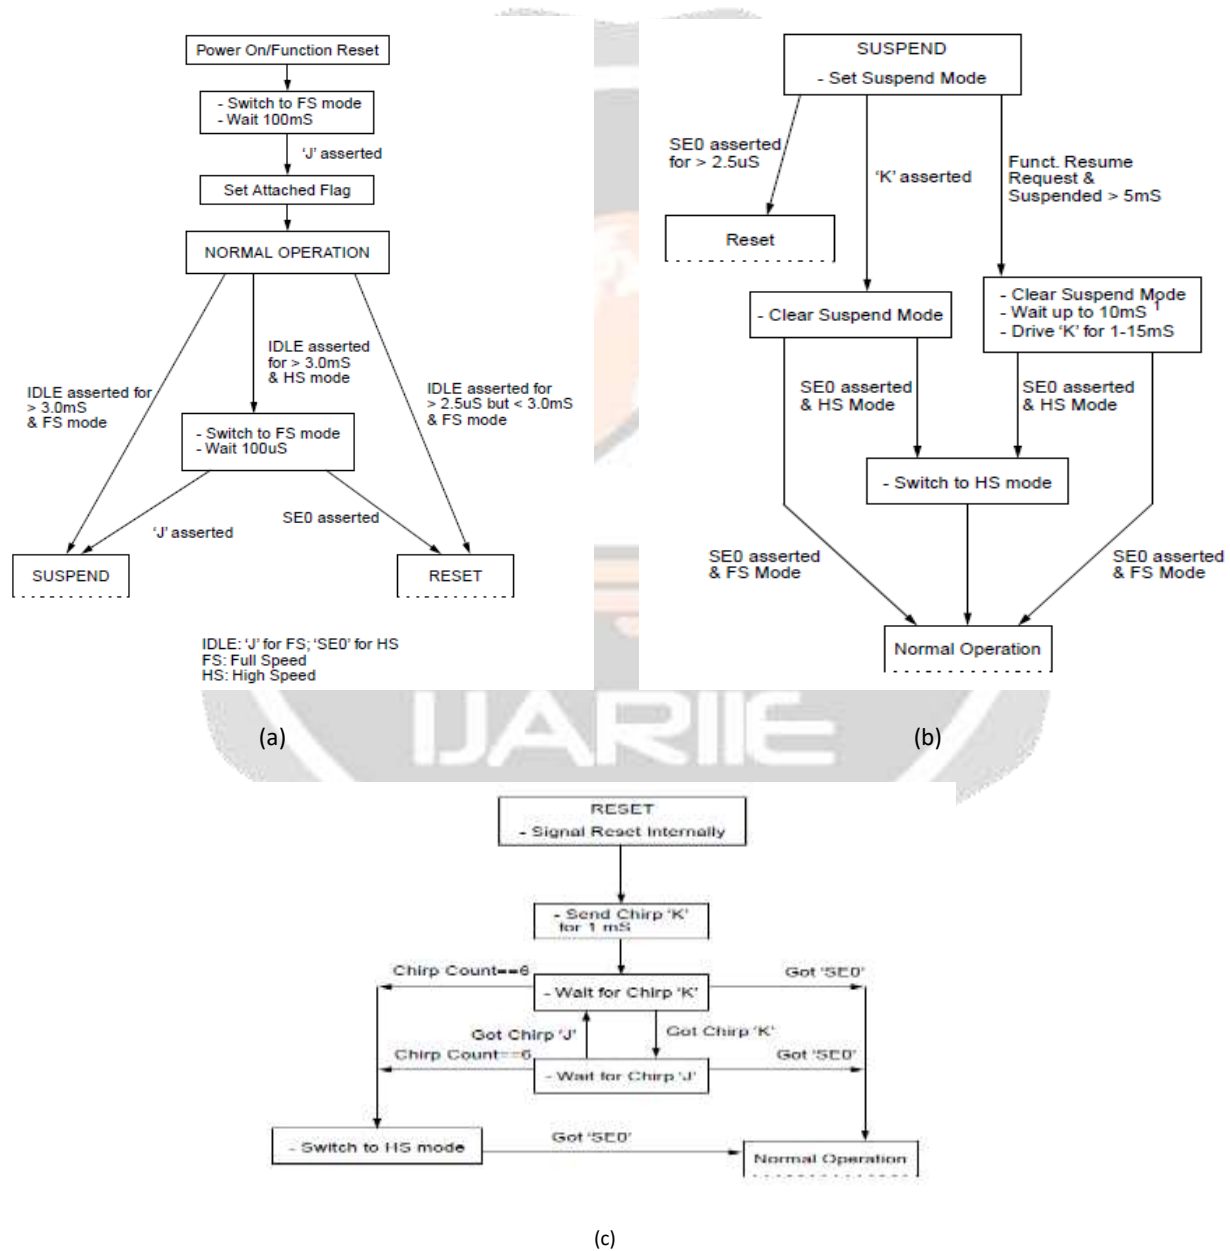 Power On/Function Reset
- Switch to FS mode
- Wait 100mS
'J' asserted
Set Attached Flag
NORMAL OPERATION
IDLE asserted for
> 3.0mS
& FS mode
IDLE asserted
for > 3.0mS
& HS mode
IDLE asserted for
> 2.5uS but < 3.0mS
& FS mode
- Switch to FS mode
- Wait 100uS
'J' asserted
SE0 asserted
SUSPEND
RESET
IDLE: 'J' for FS; 'SE0' for HS
FS: Full Speed
HS: High Speed
(a)
SUSPEND
- Set Suspend Mode
SE0 asserted
for > 2.5uS
'K' asserted
Funct. Resume
Request &
Suspended > 5mS
Reset
- Clear Suspend Mode
- Clear Suspend Mode
- Wait up to 10mS 1
- Drive 'K' for 1-15mS
SE0 asserted
& HS Mode
SE0 asserted
& HS Mode
- Switch to HS mode
SE0 asserted
& FS Mode
SE0 asserted
& FS Mode
Normal Operation
(b)
IJARIIE
RESET
- Signal Reset Internally
- Send Chirp 'K'
for 1 mS
Chirp Count==6
- Wait for Chirp 'K'
Got 'SE0'
Got Chirp 'J'
Got Chirp 'K'
Chirp Count==6
- Wait for Chirp 'J'
Got 'SE0'
- Switch to HS mode
Got 'SE0'
Normal Operation
(c)